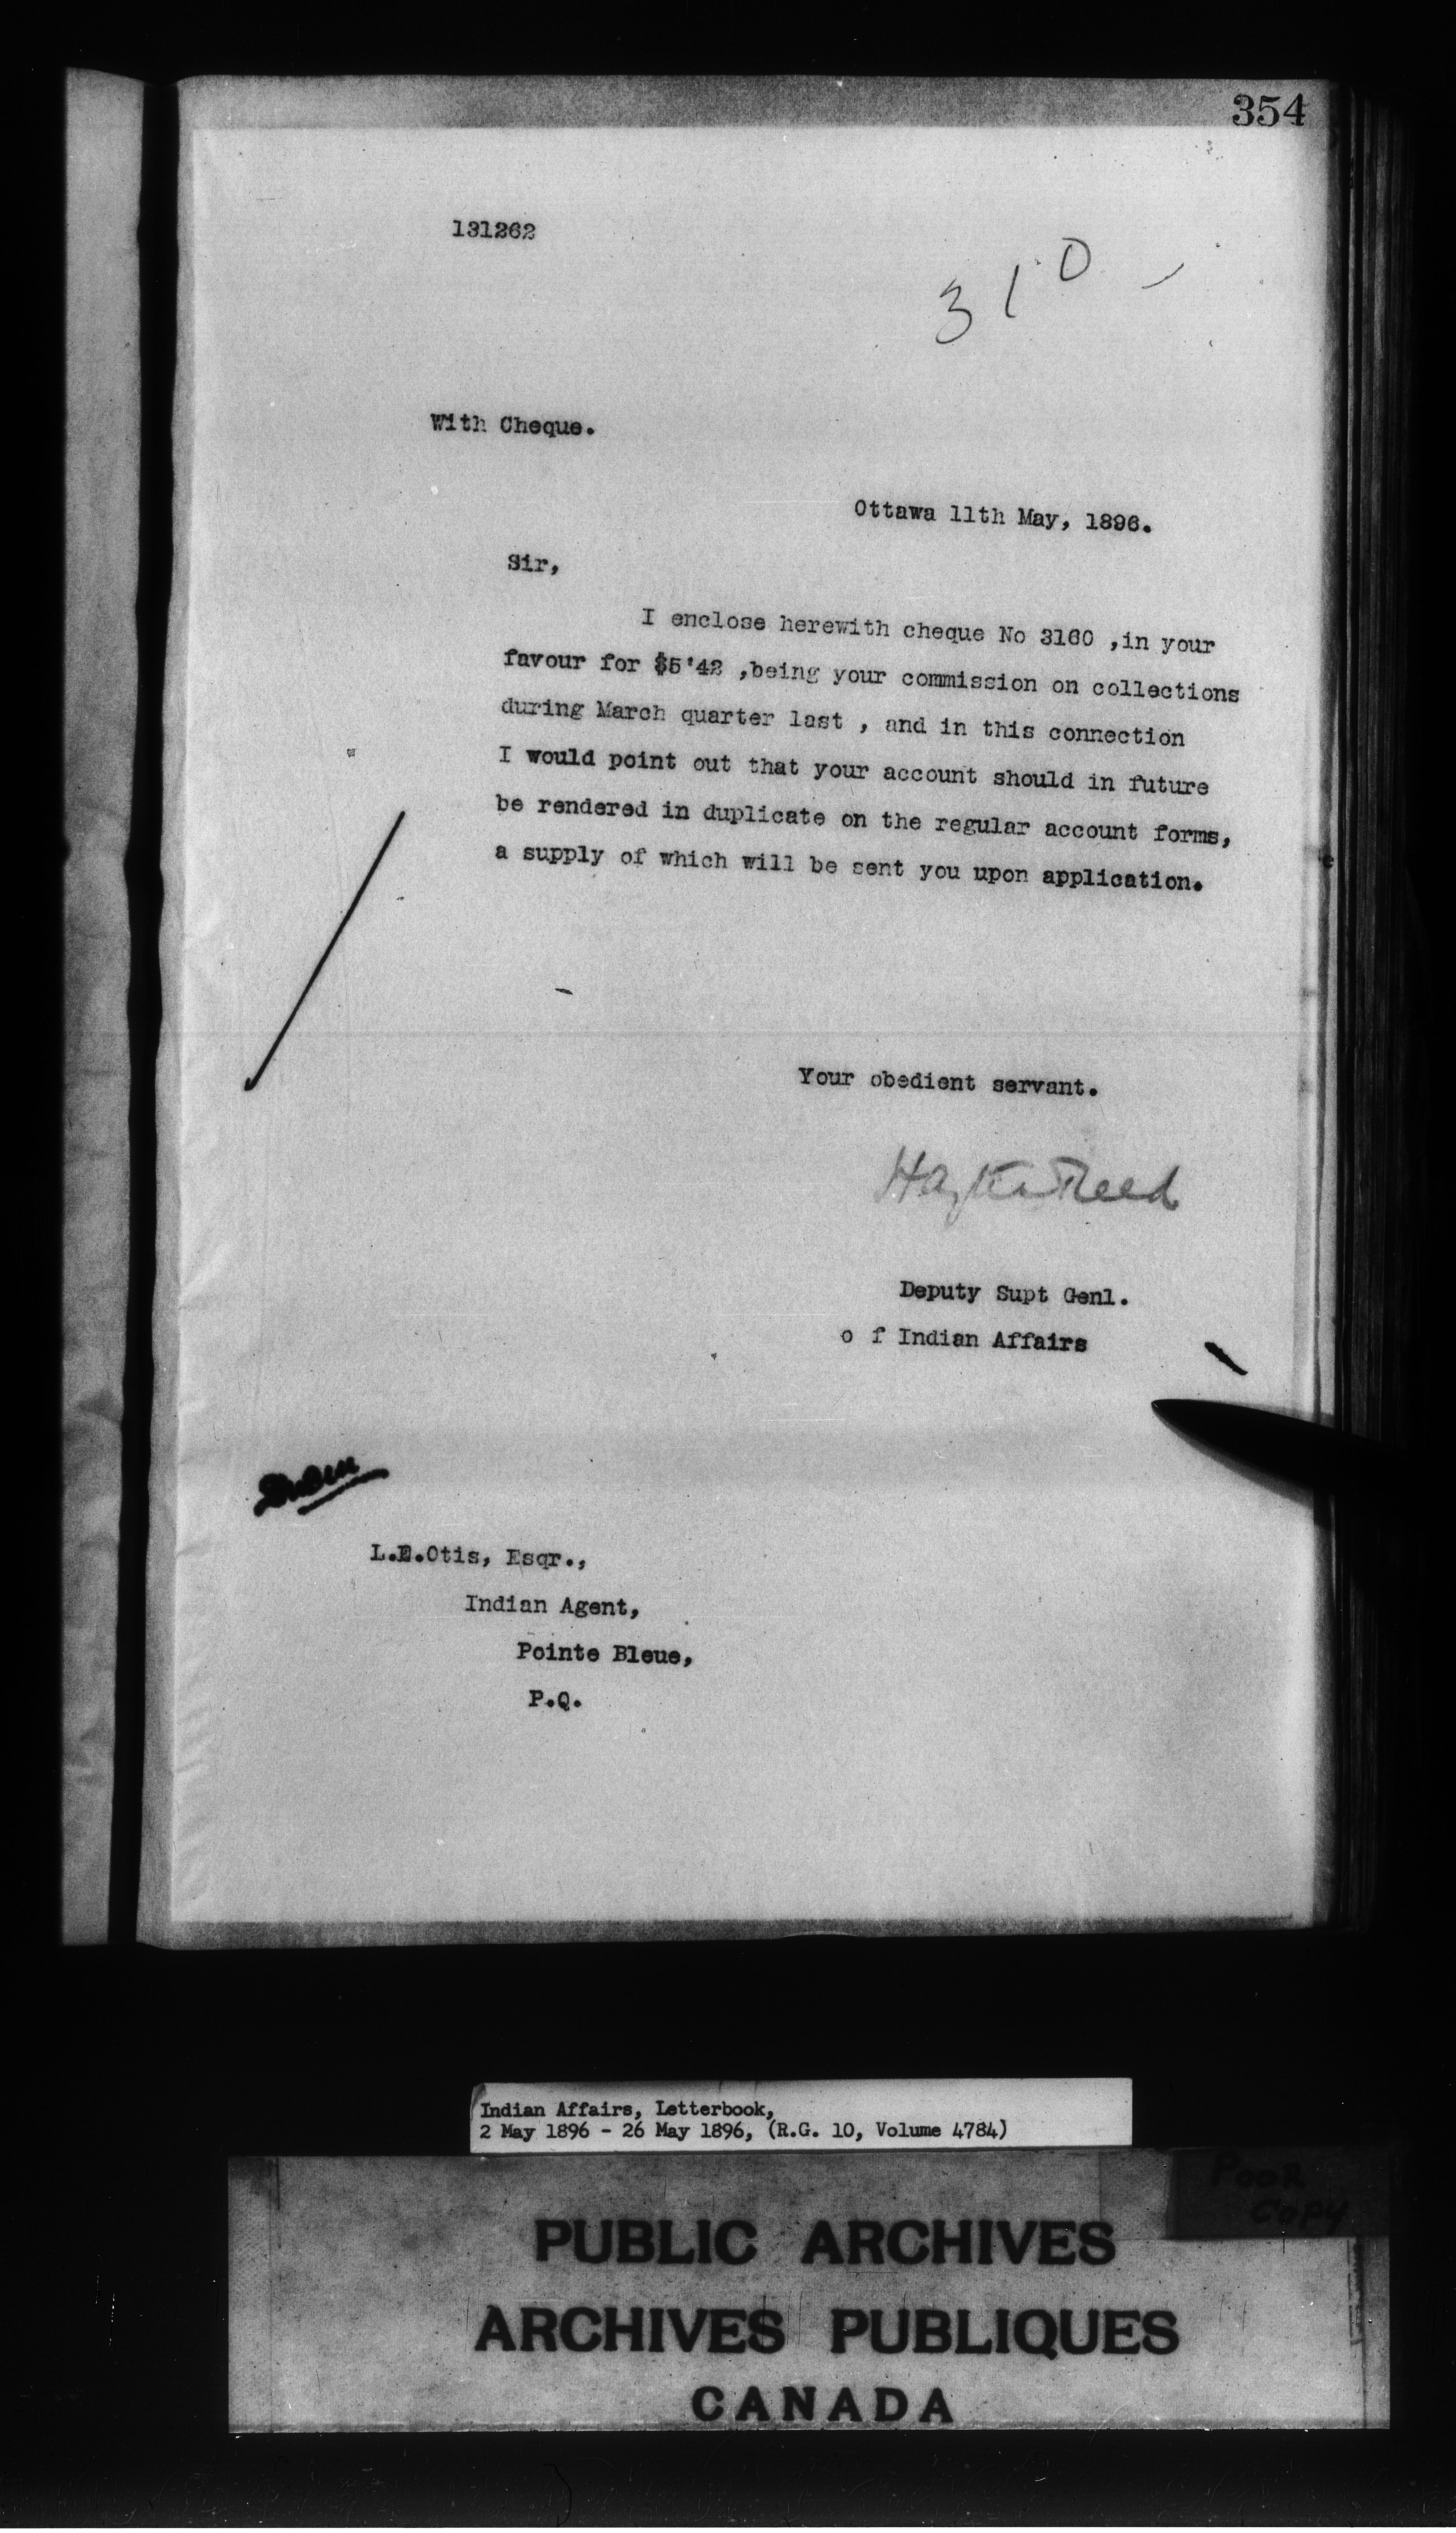 354
131262
310
With Cheque.
Ottawa 11th May, 1896.
Sir,
I enclose herewith cheque No 3160 ,in your
favour for $5'42 ,being your commission on collections
during March quarter last , and in this connection
I would point out that your account should in future
be rendered in duplicate on the regular account forms,
a supply of which will be sent you upon application.
Your obedient servant.
Hayter Reed
Deputy Supt Genl.
o f Indian Affairs
L.E.Otis, Esqr.,
Indian Agent,
Pointe Bleue,
P.Q.
Indian Affairs, Letterbook,
2 May 1896 - 26 May 1896, (R.G. 10, Volume 4784)
POOR
COPY
PUBLIC ARCHIVES
ARCHIVES PUBLIQUES
CANADA